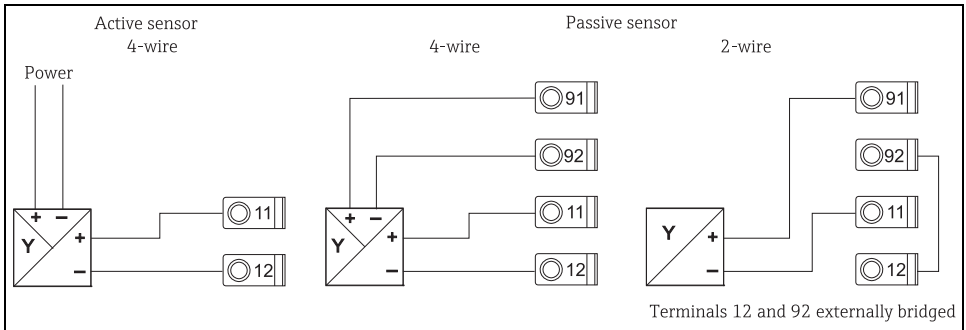 Active sensor
4-wire
Power
+ −
Y
+
−
11
12
Passive sensor
4-wire
+ −
Y
+
−
91
92
11
12
2-wire
Y
+
−
91
92
11
12
Terminals 12 and 92 externally bridged